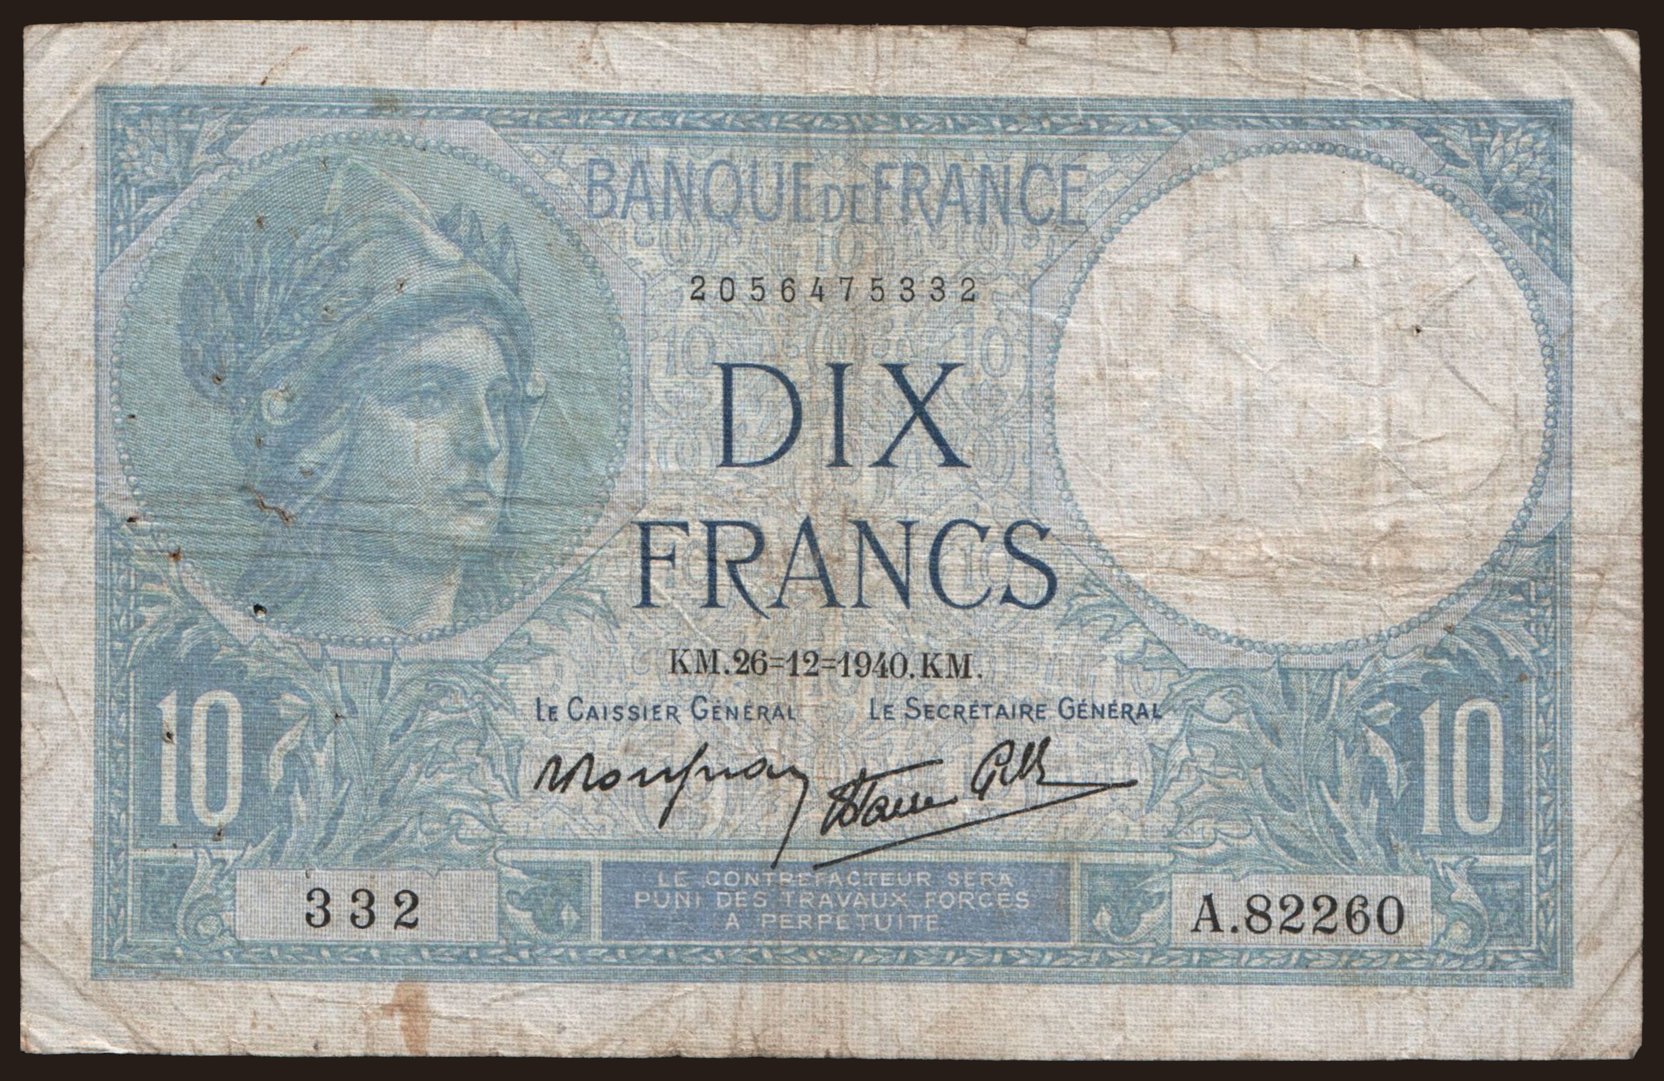 BANQUE DE FRANCE
2056475332
DIX
FRANCS
KM.26=12=1940.KM.
LE CAISSIER GÉNÉRAL LE SECRÉTAIRE GÉNÉRAL
10 10
LE CONTREFACTEUR SERA
PUNI DES TRAVAUX FORCÉS
A PERPÉTUITÉ
332 A.82260